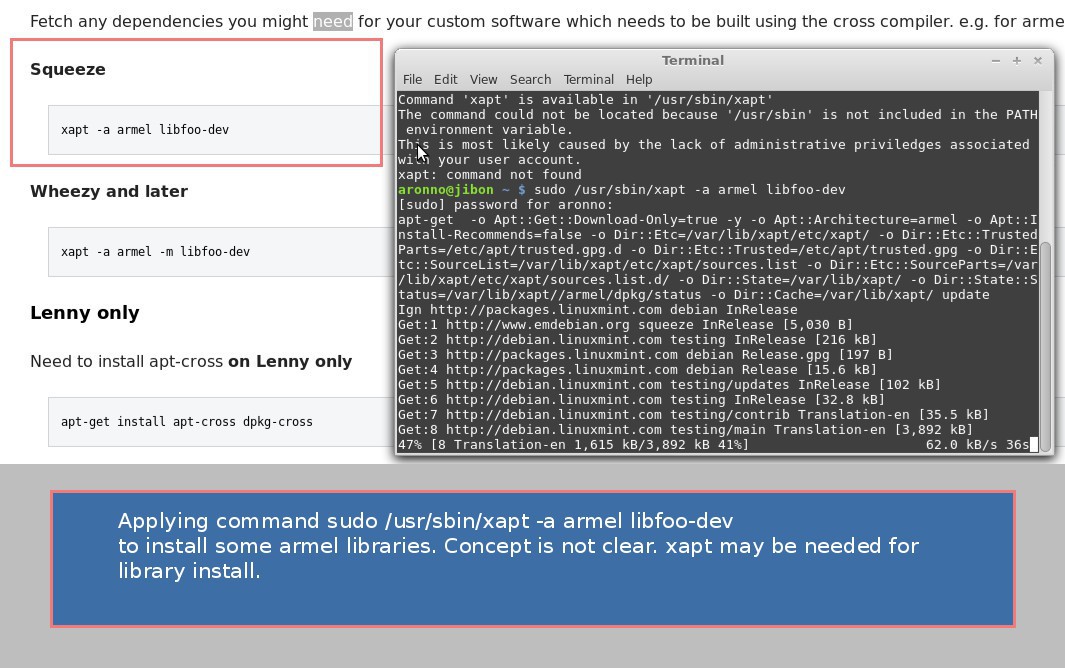 Fetch any dependencies you might need for your custom software which needs to be built using the cross compiler. e.g. for arme
Squeeze
xapt -a armel libfoo-dev
Wheezy and later
xapt -a armel -m libfoo-dev
Lenny only
Need to install apt-cross on Lenny only
apt-get install apt-cross dpkg-cross
Terminal
File Edit View Search Terminal Help
Command 'xapt' is available in '/usr/sbin/xapt'
The command could not be located because '/usr/sbin' is not included in the PATH
environment variable.
This is most likely caused by the lack of administrative priviledges associated
with your user account.
xapt: command not found
aronno@jibon ~ $ sudo /usr/sbin/xapt -a armel libfoo-dev
[sudo] password for aronno:
apt-get  -o Apt::Get::Download-Only=true -y -o Apt::Architecture=armel -o Apt::I
nstall-Recommends=false -o Dir::Etc=/var/lib/xapt/etc/xapt/ -o Dir::Etc::Trusted
Parts=/etc/apt/trusted.gpg.d -o Dir::Etc::Trusted=/etc/apt/trusted.gpg -o Dir::E
tc::SourceList=/var/lib/xapt/etc/xapt/sources.list -o Dir::Etc::SourceParts=/var
/lib/xapt/etc/xapt/sources.list.d/ -o Dir::State=/var/lib/xapt/ -o Dir::State::S
tatus=/var/lib/xapt//armel/dpkg/status -o Dir::Cache=/var/lib/xapt/ update
Ign http://packages.linuxmint.com debian InRelease
Get:1 http://www.emdebian.org squeeze InRelease [5,030 B]
Get:2 http://debian.linuxmint.com testing InRelease [216 kB]
Get:3 http://packages.linuxmint.com debian Release.gpg [197 B]
Get:4 http://packages.linuxmint.com debian Release [15.6 kB]
Get:5 http://debian.linuxmint.com testing/updates InRelease [102 kB]
Get:6 http://debian.linuxmint.com testing InRelease [32.8 kB]
Get:7 http://debian.linuxmint.com testing/contrib Translation-en [35.5 kB]
Get:8 http://debian.linuxmint.com testing/main Translation-en [3,892 kB]
47% [8 Translation-en 1,615 kB/3,892 kB 41%] 62.0 kB/s 36s
Applying command sudo /usr/sbin/xapt -a armel libfoo-dev
to install some armel libraries. Concept is not clear. xapt may be needed for
library install.